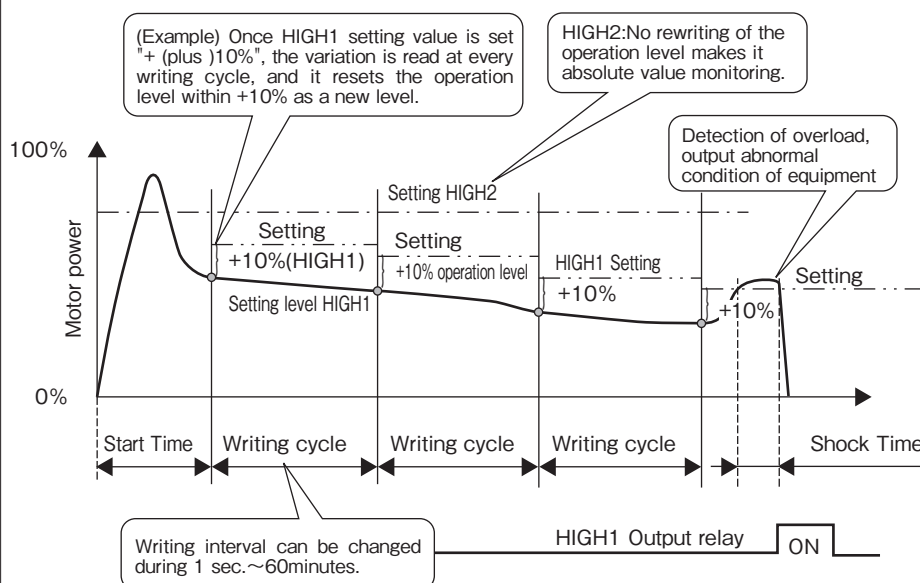 (Example) Once HIGH1 setting value is set
"+ (plus )10%", the variation is read at every
writing cycle, and it resets the operation
level within +10% as a new level.
HIGH2:No rewriting of the
operation level makes it
absolute value monitoring.
Detection of overload,
output abnormal
condition of equipment
100%
Motor power
0%
Setting HIGH2
Setting
+10%(HIGH1)
Setting level HIGH1
Setting
+10% operation level
HIGH1 Setting
+10%
Setting
+10%
Start Time
Writing cycle
Writing cycle
Writing cycle
Shock Time
Writing interval can be changed
during 1 sec.～60minutes.
HIGH1 Output relay
ON